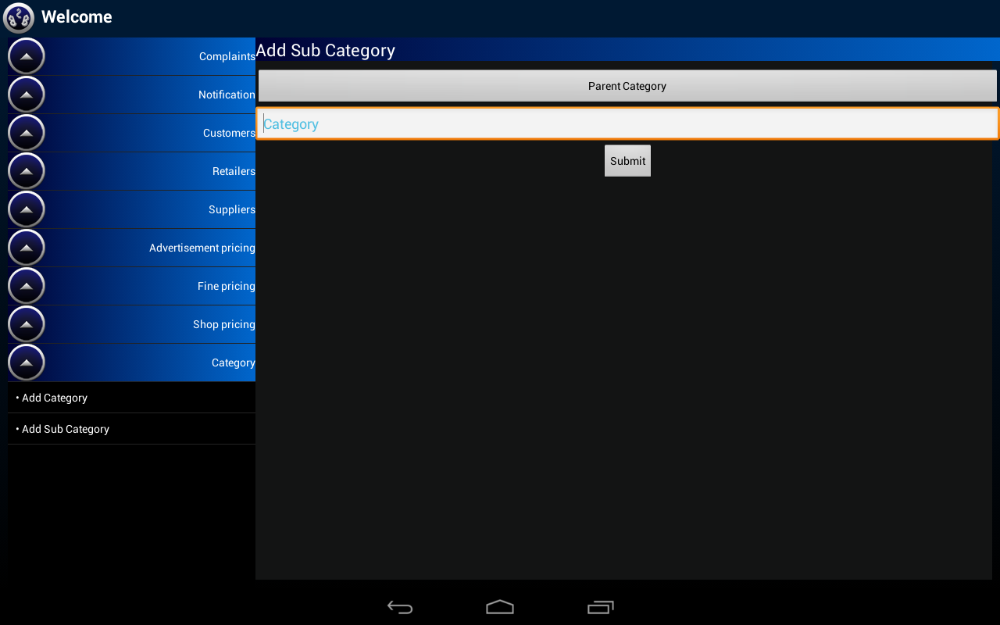 Welcome
Complaints
Notification
Customers
Retailers
Suppliers
Advertisement pricing
Fine pricing
Shop pricing
Category
• Add Category
• Add Sub Category
Add Sub Category
Parent Category
Category
Submit